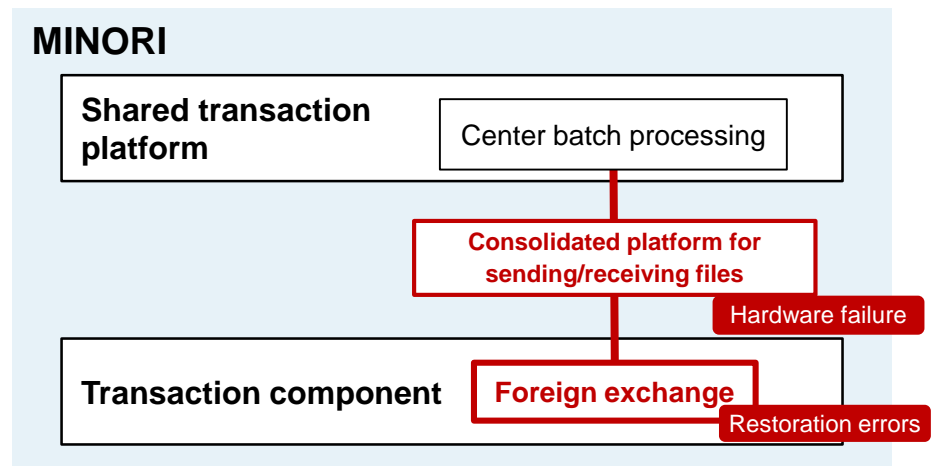 MINORI
Shared transaction
platform
Center batch processing
Consolidated platform for
sending/receiving files
Hardware failure
Transaction component
Foreign exchange
Restoration errors